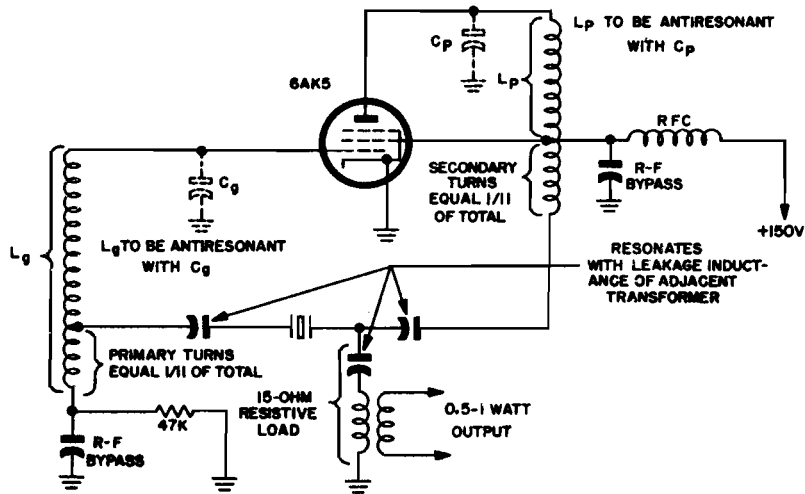 Lp TO BE ANTIRESONANT
WITH Cp
Cp
Lp
6AK5
RFC
Cg
SECONDARY
TURNS
EQUAL 1/11
OF TOTAL
R-F
BYPASS
+150V
Lg
Lg TO BE ANTIRESONANT
WITH Cg
RESONATES
WITH LEAKAGE INDUCT-
ANCE OF ADJACENT
TRANSFORMER
PRIMARY TURNS
EQUAL 1/11 OF TOTAL
15-OHM
RESISTIVE
LOAD
0.5-1 WATT
OUTPUT
47K
R-F
BYPASS